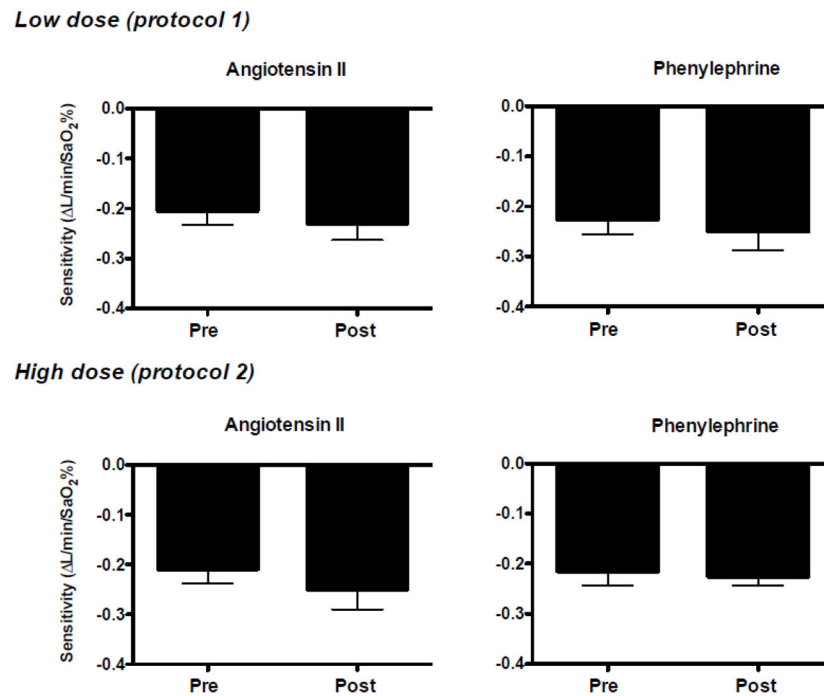 Low dose (protocol 1)
Angiotensin II
Sensitivity (ΔL/min/SaO₂%)
0.0
-0.1
-0.2
-0.3
-0.4
Pre Post
Phenylephrine
0.0
-0.1
-0.2
-0.3
-0.4
Pre Post
High dose (protocol 2)
Angiotensin II
Sensitivity (ΔL/min/SaO₂%)
0.0
-0.1
-0.2
-0.3
-0.4
Pre Post
Phenylephrine
0.0
-0.1
-0.2
-0.3
-0.4
Pre Post